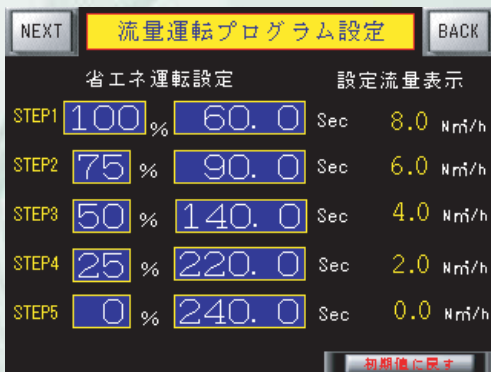 NEXT 流量運転プログラム設定 BACK
省エネ運転設定 設定流量表示
STEP1 100 % 60.0 Sec 8.0 Nm³/h
STEP2 75 % 90.0 Sec 6.0 Nm³/h
STEP3 50 % 140.0 Sec 4.0 Nm³/h
STEP4 25 % 220.0 Sec 2.0 Nm³/h
STEP5 0 % 240.0 Sec 0.0 Nm³/h
初期値に戻す